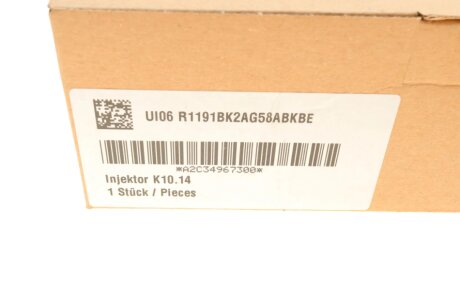 UI06 R1191BK2AG58ABKBE
*A2C34967300*
Injektor K10.14
1 Stück / Pieces